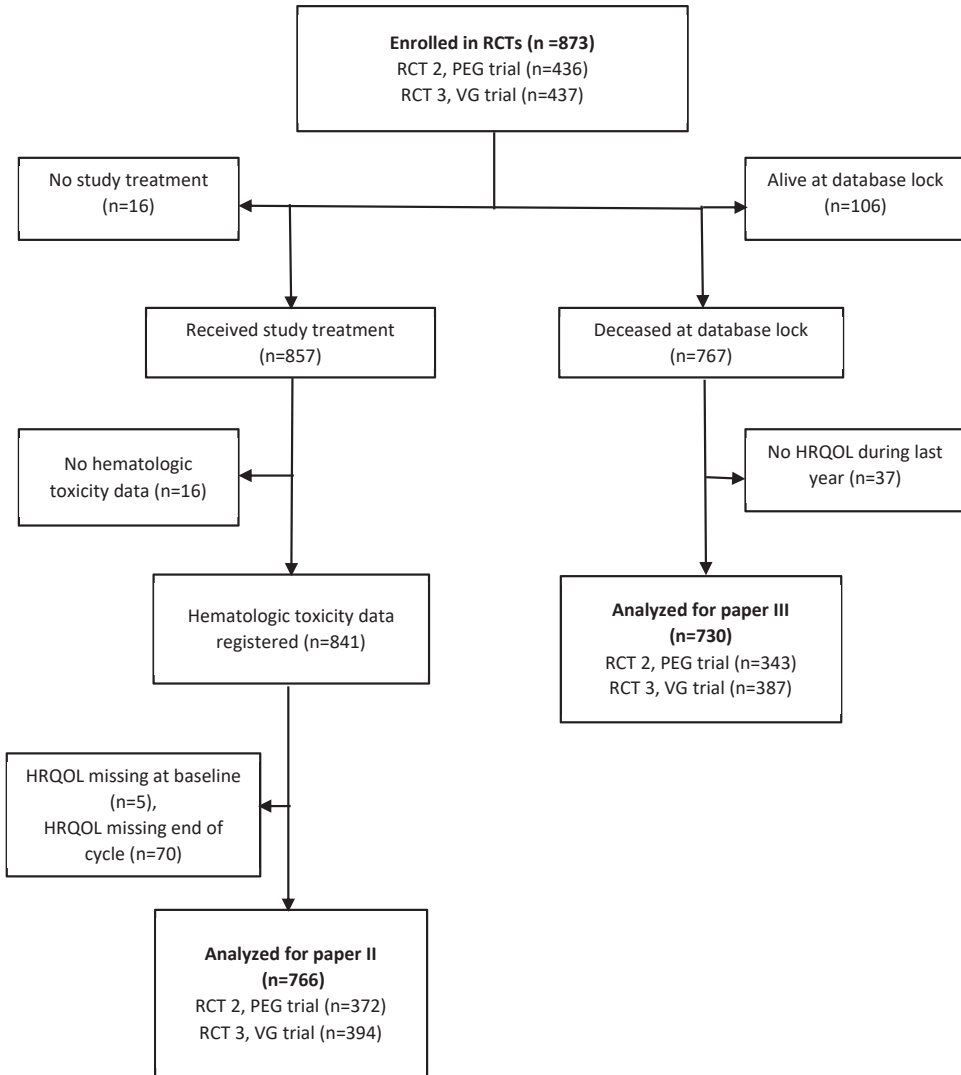 Enrolled in RCTs (n =873)
RCT 2, PEG trial (n=436)
RCT 3, VG trial (n=437)
No study treatment
(n=16)
Alive at database lock
(n=106)
Received study treatment
(n=857)
Deceased at database lock
(n=767)
No hematologic
toxicity data (n=16)
No HRQOL during last
year (n=37)
Hematologic toxicity data
registered (n=841)
Analyzed for paper III
(n=730)
RCT 2, PEG trial (n=343)
RCT 3, VG trial (n=387)
HRQOL missing at baseline
(n=5),
HRQOL missing end of
cycle (n=70)
Analyzed for paper II
(n=766)
RCT 2, PEG trial (n=372)
RCT 3, VG trial (n=394)